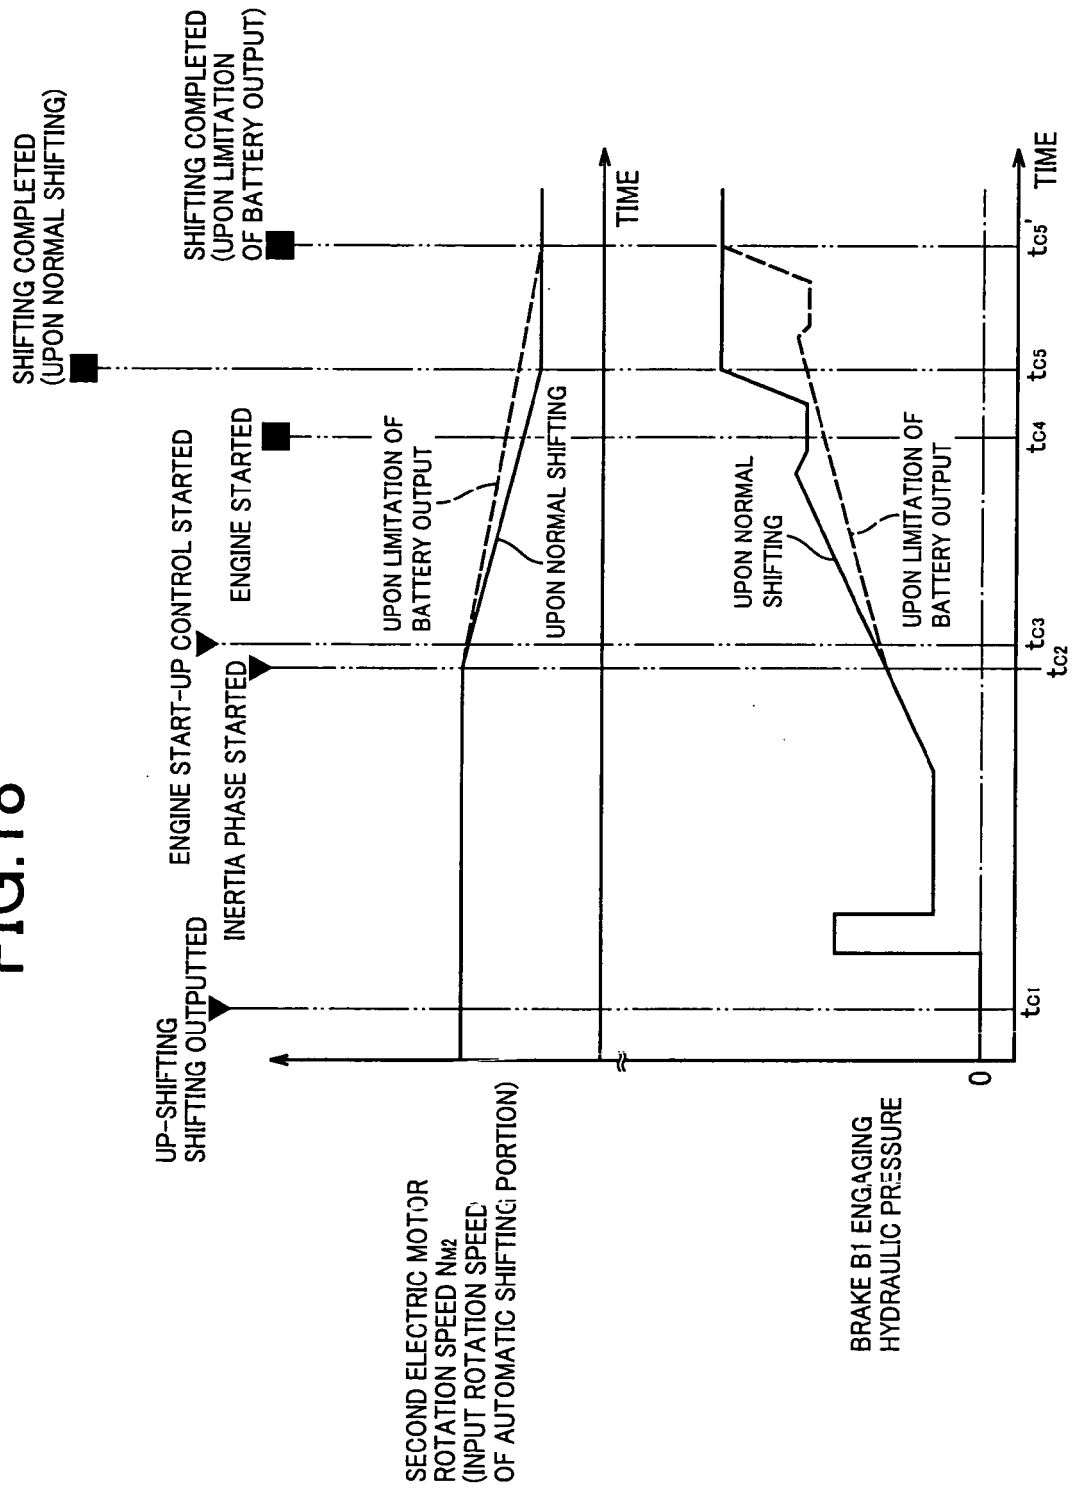 FIG.18
UP-SHIFTING
SHIFTING OUTPUTTED
ENGINE START-UP CONTROL STARTED
INERTIA PHASE STARTED
ENGINE STARTED
SHIFTING COMPLETED
(UPON NORMAL SHIFTING)
SHIFTING COMPLETED
(UPON LIMITATION
OF BATTERY OUTPUT)
SECOND ELECTRIC MOTOR
ROTATION SPEED NM2
(INPUT ROTATION SPEED
OF AUTOMATIC SHIFTING PORTION)
UPON LIMITATION OF
BATTERY OUTPUT
UPON NORMAL SHIFTING
TIME
BRAKE B1 ENGAGING
HYDRAULIC PRESSURE
UPON NORMAL
SHIFTING
UPON LIMITATION OF
BATTERY OUTPUT
0
TIME
tC1
tC2
tC3
tC4
tC5
tC5'